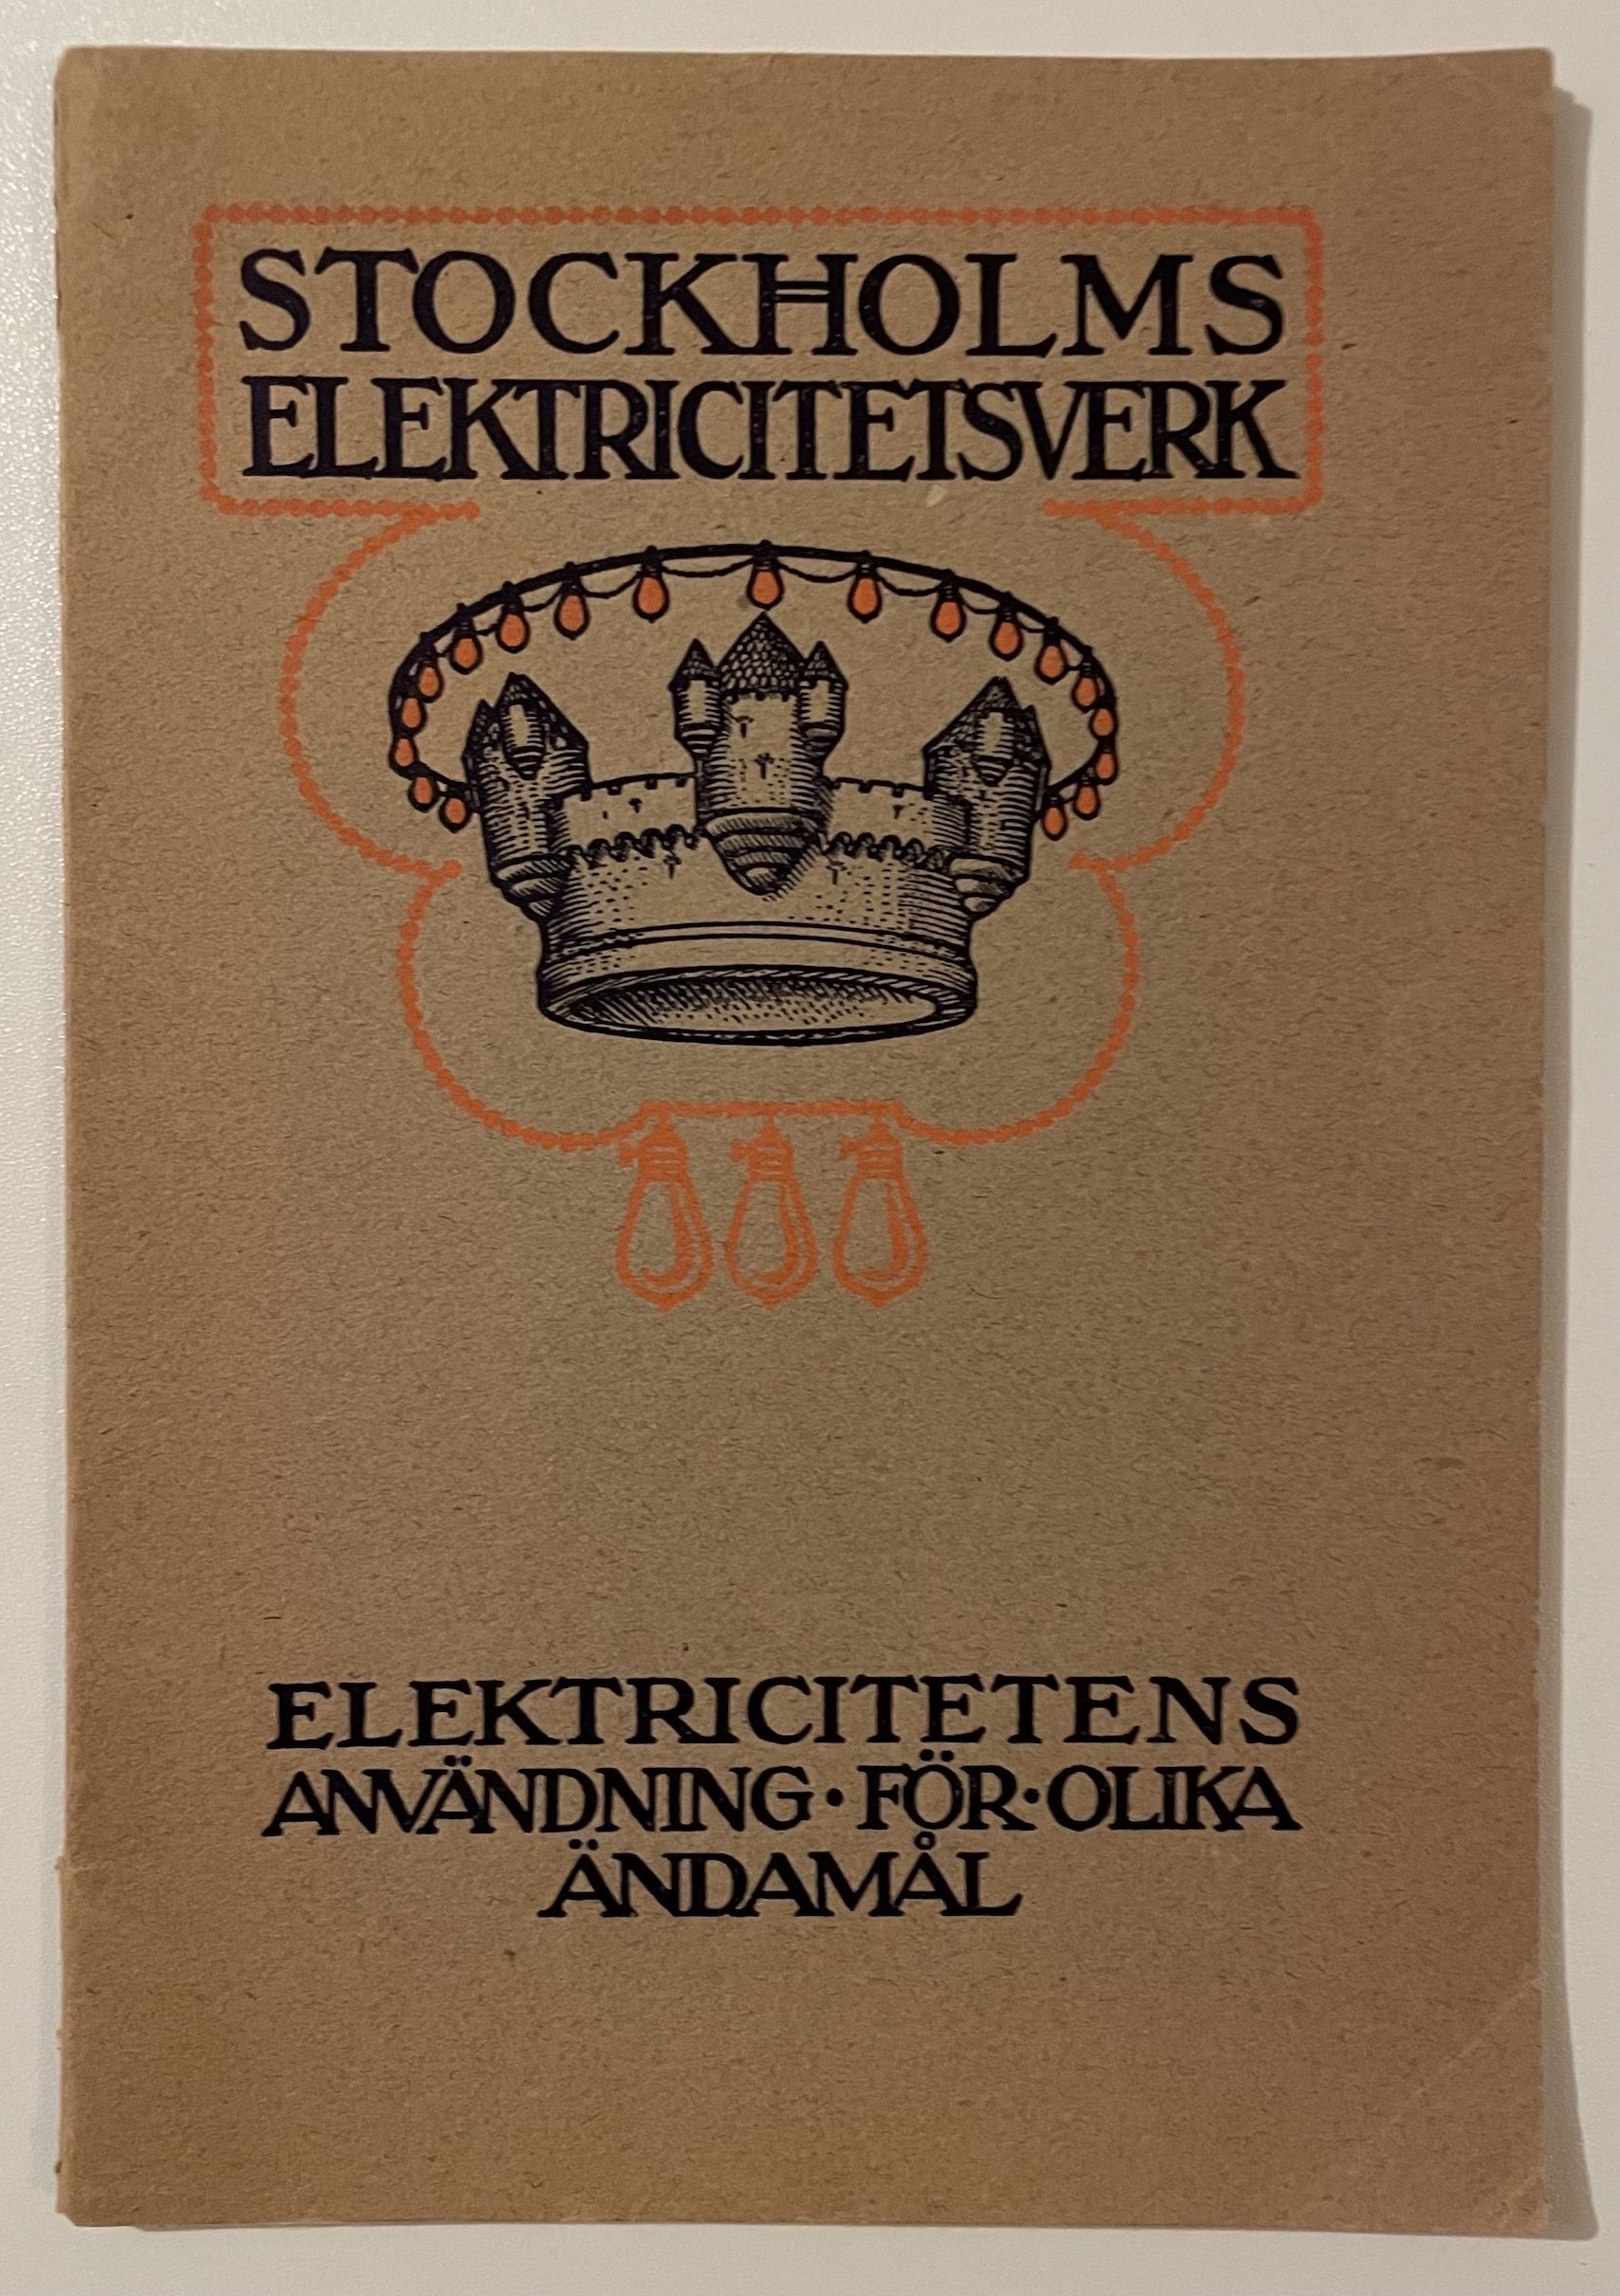 STOCKHOLMS
ELEKTRICITETSVERK
ELEKTRICITETENS
ANVÄNDNING · FÖR · OLIKA
ÄNDAMÅL